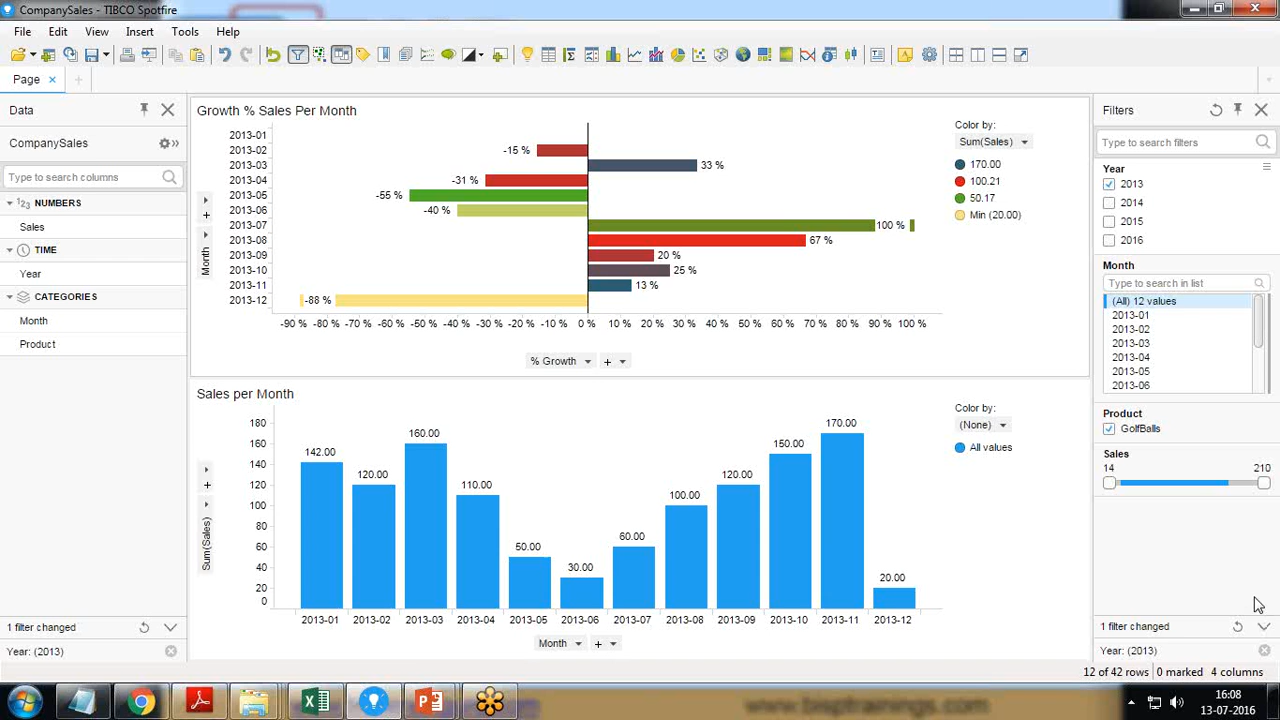 CompanySales - TIBCO Spotfire
File Edit View Tools Insert Help
Page
Data
CompanySales
Type to search columns
NUMBERS
Sales
TIME
Year
CATEGORIES
Month
Product
1 filter changed
Year: (2013)
Growth % Sales Per Month
2013-01
2013-02 -15 %
2013-03 33 %
2013-04 -31 %
2013-05 -55 %
2013-06 -40 %
2013-07 100 %
2013-08 67 %
2013-09 20 %
2013-10 25 %
2013-11 13 %
2013-12 -88 %
Month
-90 % -80 % -70 % -60 % -50 % -40 % -30 % -20 % -10 % 0 % 10 % 20 % 30 % 40 % 50 % 60 % 70 % 80 % 90 % 100 %
% Growth
Color by:
Sum(Sales)
170.00
100.21
50.17
Min (20.00)
Sales per Month
180
160
140
120
100
80
60
40
20
0
Sum(Sales)
142.00 120.00 160.00 110.00 50.00 30.00 60.00 100.00 120.00 150.00 170.00 20.00
2013-01 2013-02 2013-03 2013-04 2013-05 2013-06 2013-07 2013-08 2013-09 2013-10 2013-11 2013-12
Month
Color by:
(None)
All values
Filters
Type to search filters
Year
2013
2014
2015
2016
Month
Type to search in list
(All) 12 values
2013-01
2013-02
2013-03
2013-04
2013-05
2013-06
Product
GolfBalls
Sales
14 210
1 filter changed
Year: (2013)
12 of 42 rows 0 marked 4 columns
www.bisptrainings.com
16:08
13-07-2016